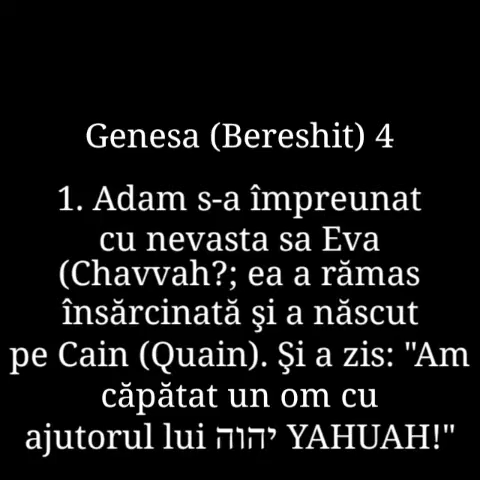 Genesa (Bereshit) 4
1. Adam s-a împreunat
cu nevasta sa Eva
(Chavvah?; ea a rămas
însărcinată şi a născut
pe Cain (Quain). Şi a zis: "Am
căpătat un om cu
ajutorul lui יהוה YAHUAH!"